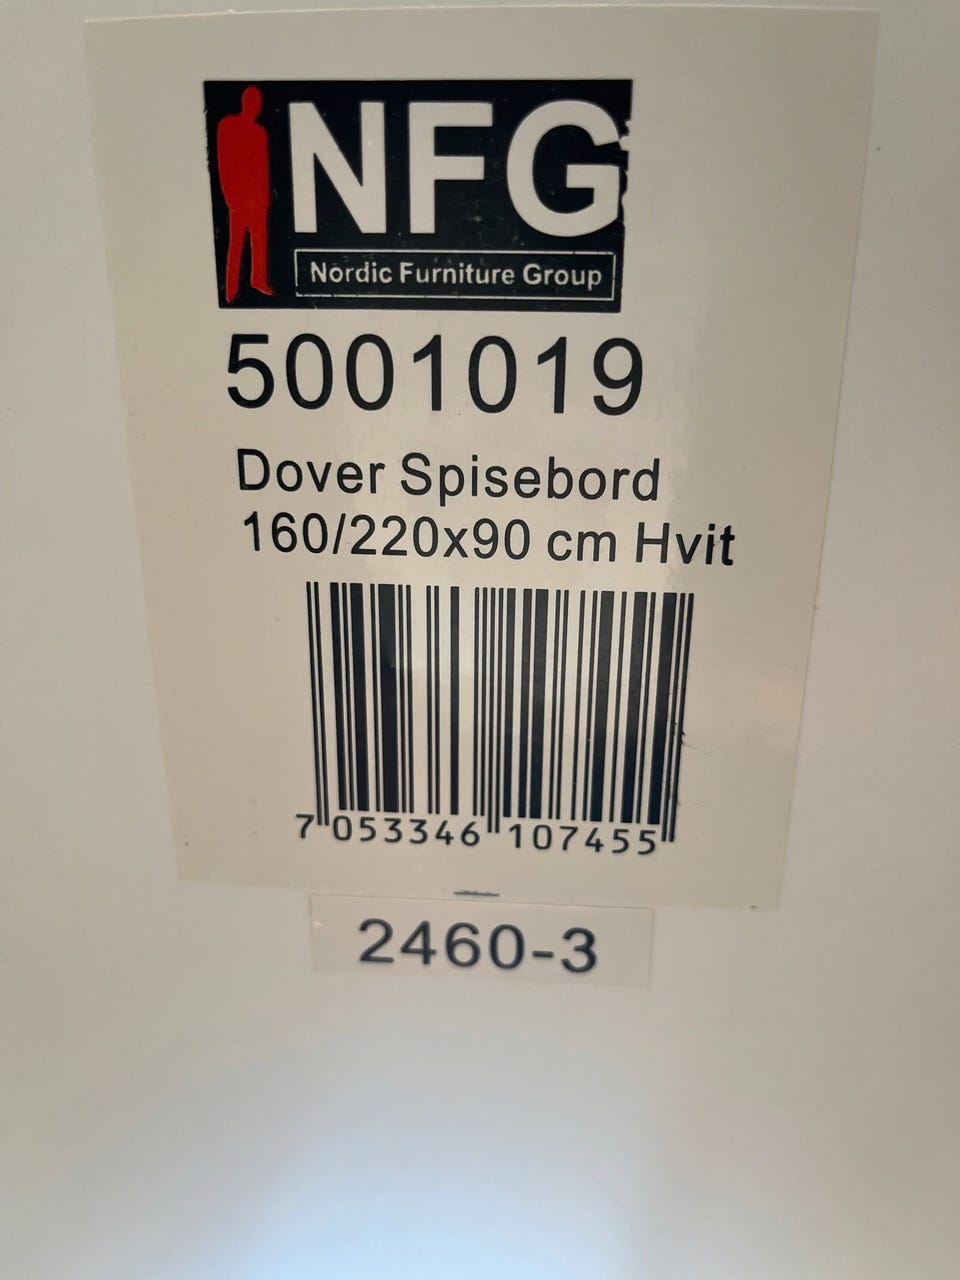 NFG
Nordic Furniture Group
5001019
Dover Spisebord
160/220x90 cm Hvit
7 053346 107455
2460-3